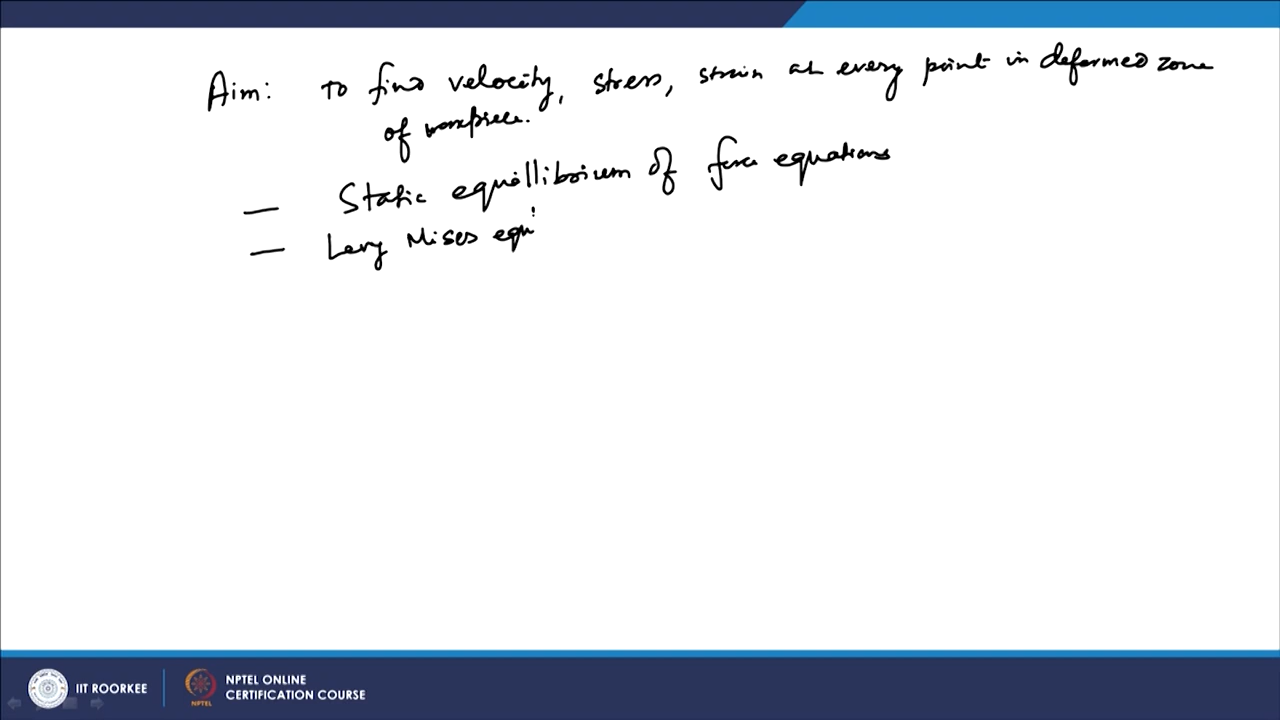 Aim: To find velocity, stress, strain at every point in deformed zone
of workpiece.
— Static equillibrium of force equations
— Levy Mises eqn
IIT ROORKEE
NPTEL ONLINE
CERTIFICATION COURSE
NPTEL